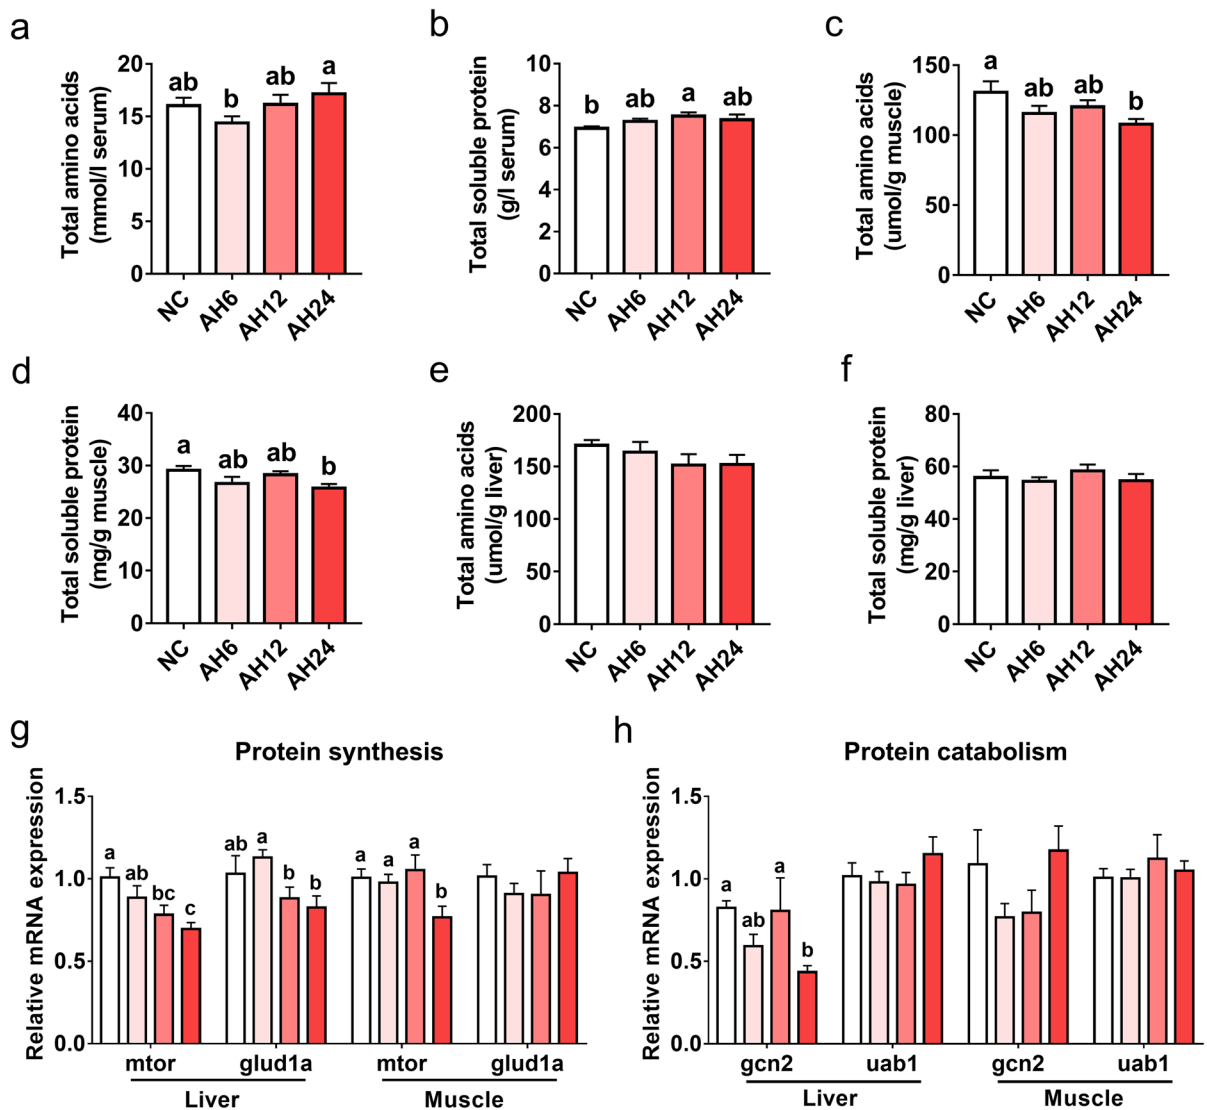 a
Total amino acids
(mmol/l serum)
20
15
10
5
0
ab
b
ab
a
NC
AH6
AH12
AH24
b
Total soluble protein
(g/l serum)
10
8
6
4
2
0
b
ab
a
ab
NC
AH6
AH12
AH24
c
Total amino acids
(umol/g muscle)
150
100
50
0
a
ab
ab
b
NC
AH6
AH12
AH24
d
Total soluble protein
(mg/g muscle)
40
30
20
10
0
a
ab
ab
b
NC
AH6
AH12
AH24
e
Total amino acids
(umol/g liver)
200
150
100
50
0
NC
AH6
AH12
AH24
f
Total soluble protein
(mg/g liver)
80
60
40
20
0
NC
AH6
AH12
AH24
g
Protein synthesis
Relative mRNA expression
1.5
1.0
0.5
0.0
a
ab
bc
c
ab
a
b
b
a
a
a
b
mtor
glud1a
mtor
glud1a
Liver
Muscle
h
Protein catabolism
Relative mRNA expression
1.5
1.0
0.5
0.0
a
ab
a
b
gcn2
uab1
gcn2
uab1
Liver
Muscle